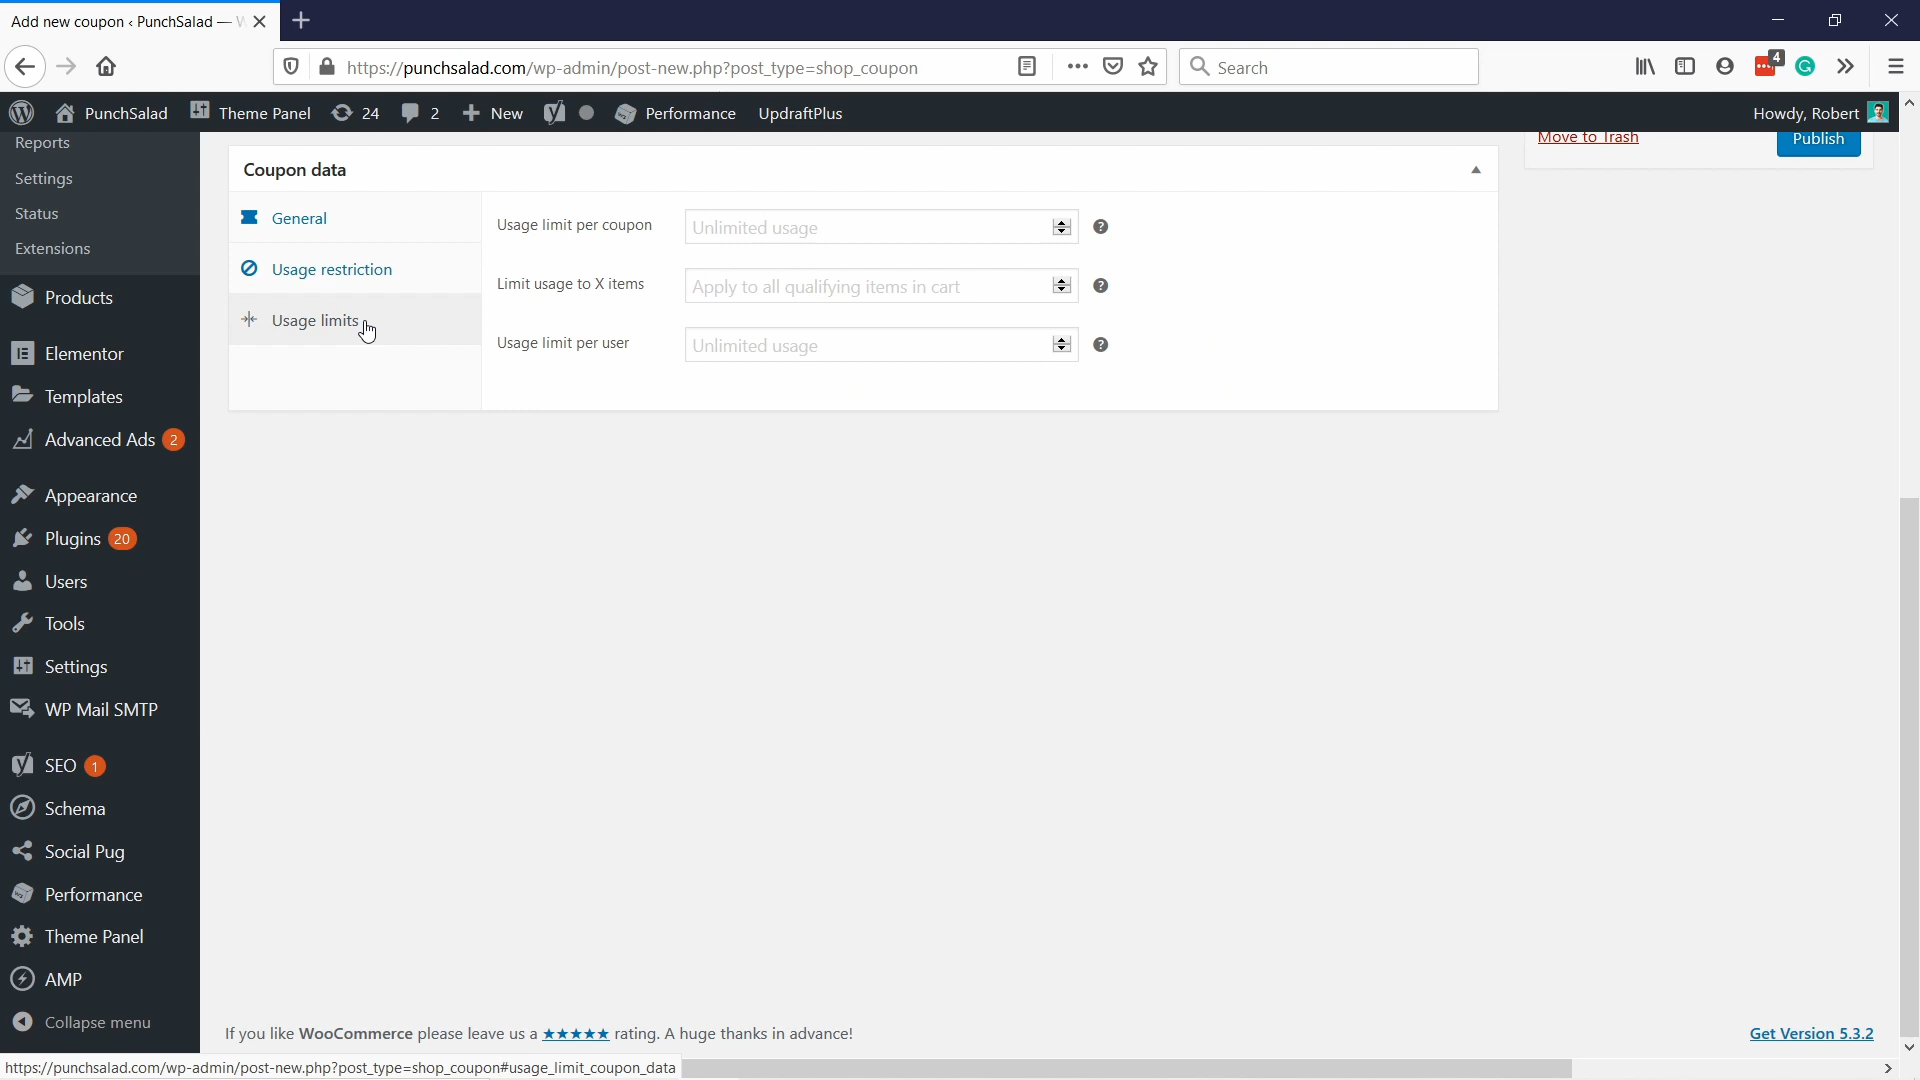 Add new coupon ‹ PunchSalad — W
https://punchsalad.com/wp-admin/post-new.php?post_type=shop_coupon
Search
4
PunchSalad
Theme Panel
24
2
New
Performance
UpdraftPlus
Howdy, Robert
Reports
Settings
Status
Extensions
Products
Elementor
Templates
Advanced Ads 2
Appearance
Plugins 20
Users
Tools
Settings
WP Mail SMTP
SEO 1
Schema
Social Pug
Performance
Theme Panel
AMP
Collapse menu
Move to Trash
Publish
Coupon data
General
Usage restriction
Usage limits
Usage limit per coupon
Unlimited usage
Limit usage to X items
Apply to all qualifying items in cart
Usage limit per user
Unlimited usage
If you like WooCommerce please leave us a ★★★★★ rating. A huge thanks in advance!
Get Version 5.3.2
https://punchsalad.com/wp-admin/post-new.php?post_type=shop_coupon#usage_limit_coupon_data